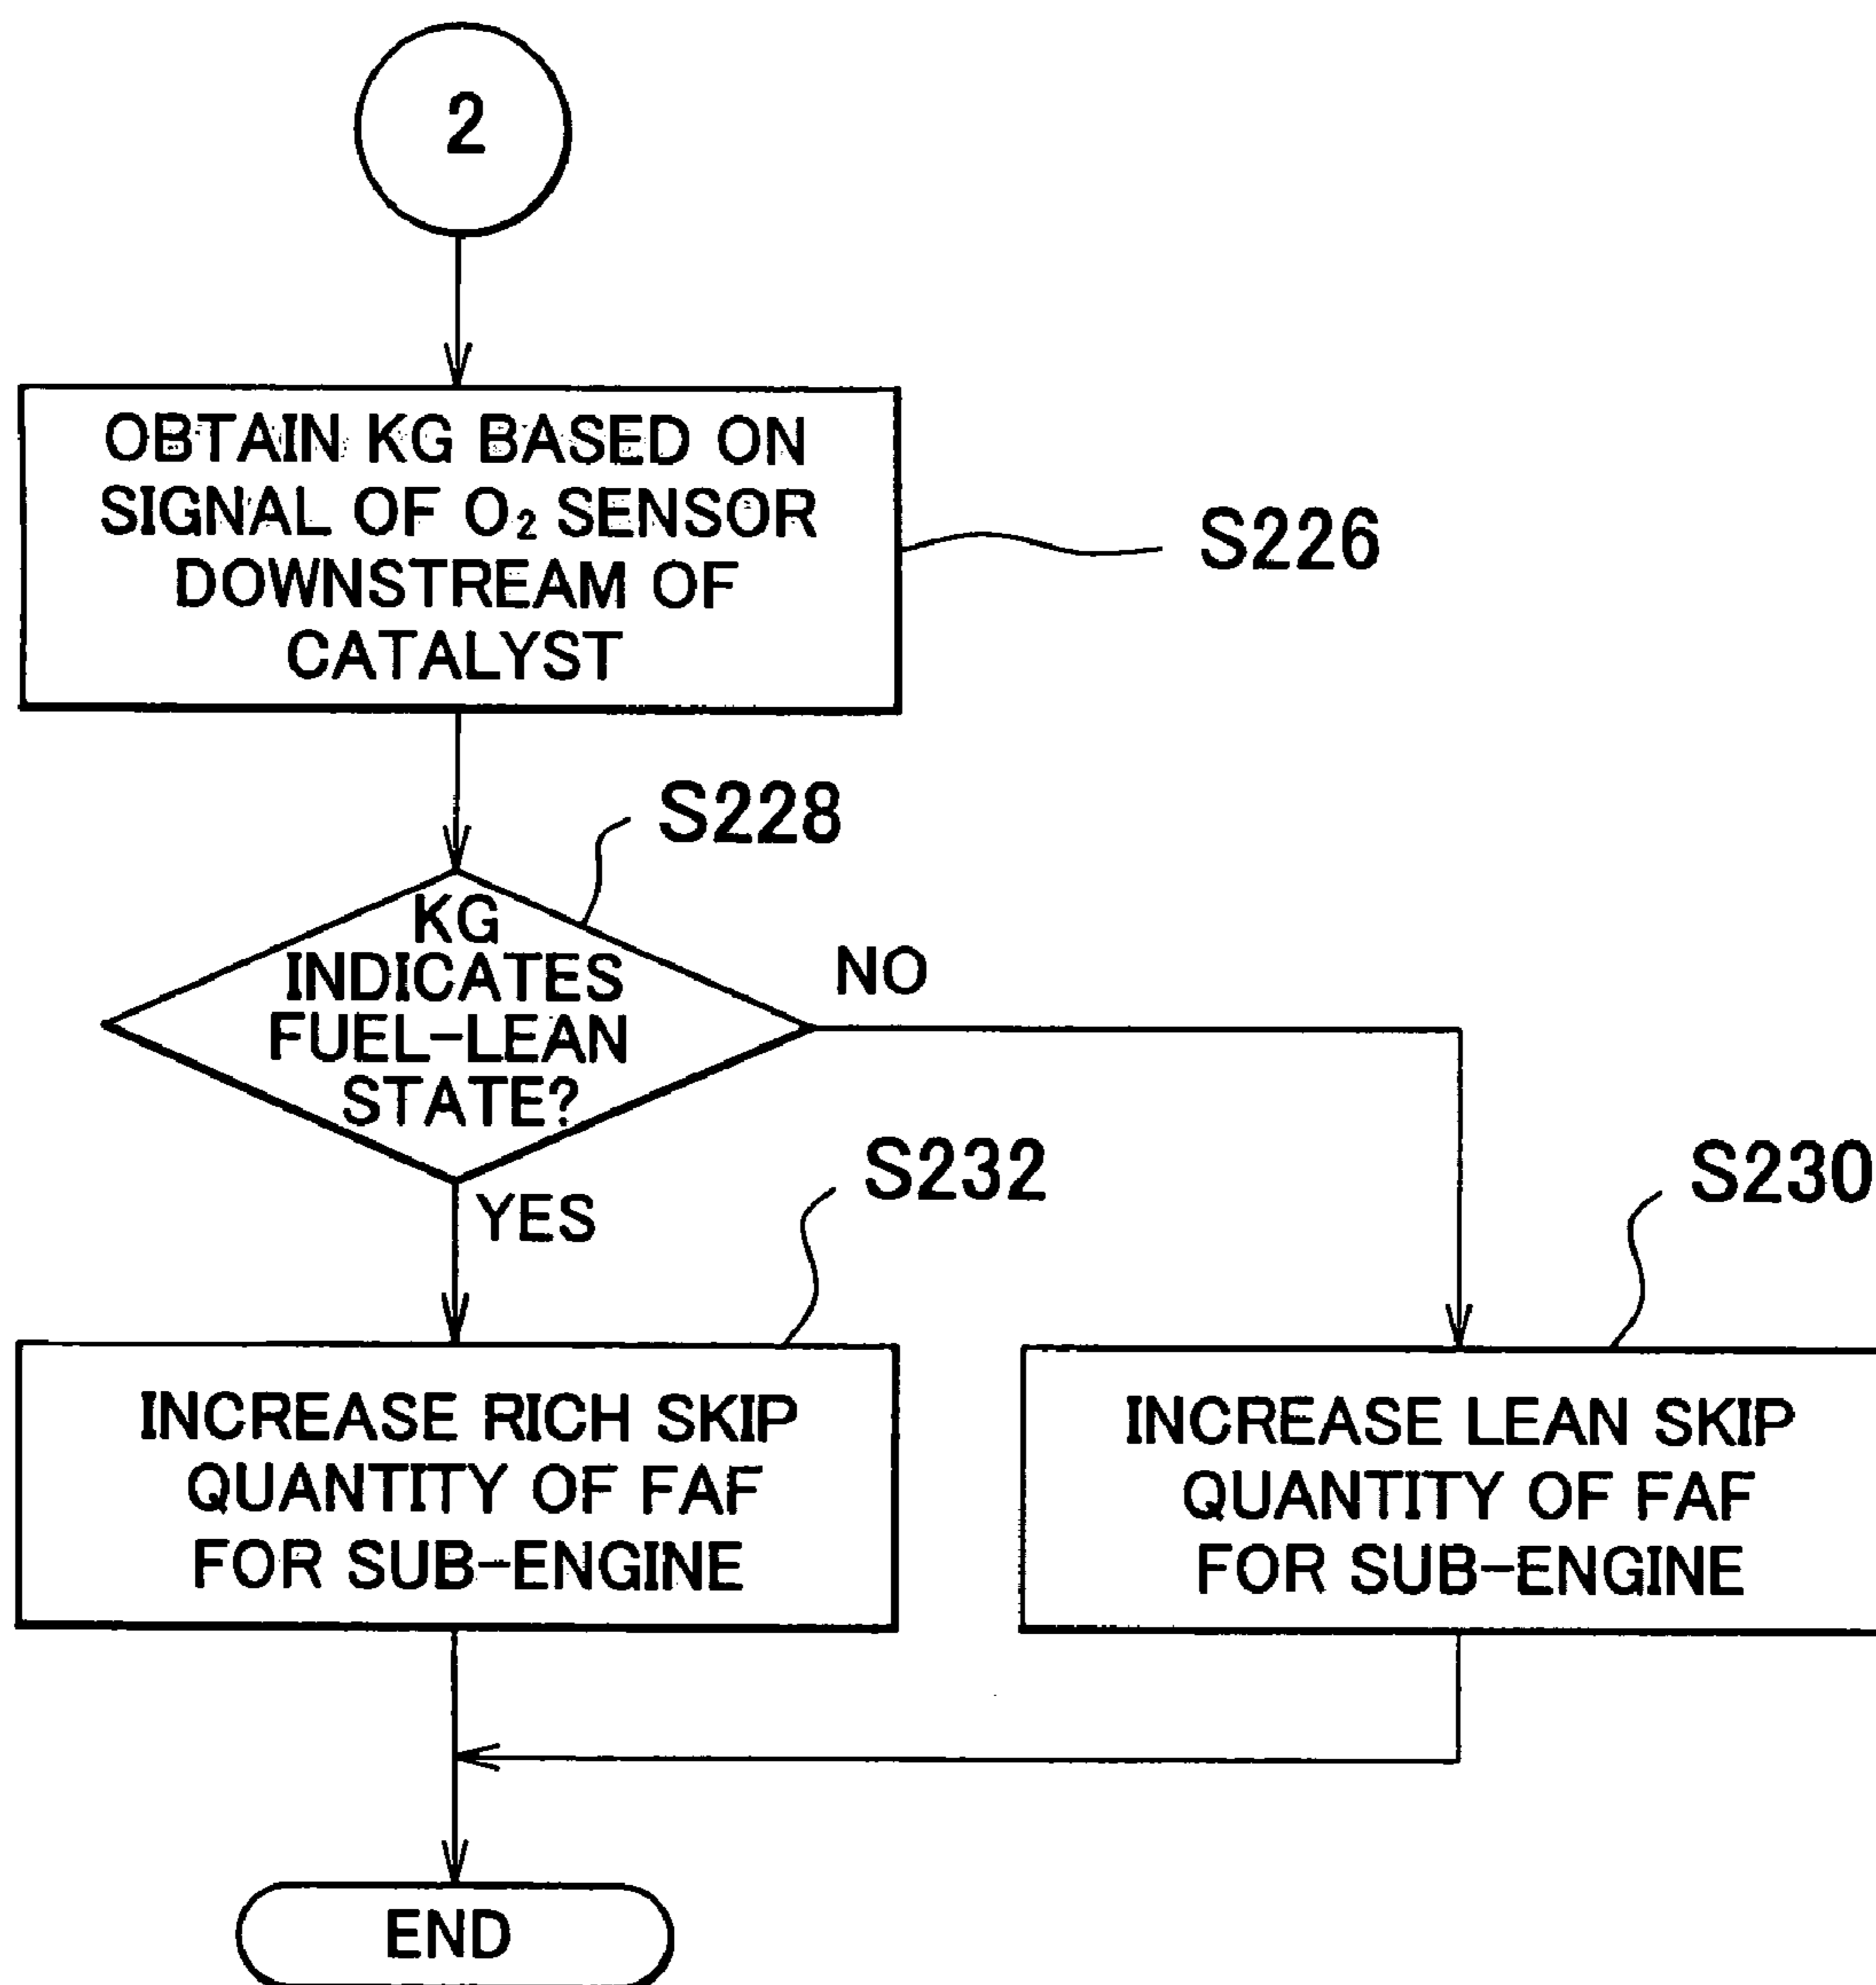 2
OBTAIN KG BASED ON
SIGNAL OF O₂ SENSOR
DOWNSTREAM OF
CATALYST
S226
S228
KG
INDICATES
FUEL-LEAN
STATE?
NO
YES
S232
S230
INCREASE RICH SKIP
QUANTITY OF FAF
FOR SUB-ENGINE
INCREASE LEAN SKIP
QUANTITY OF FAF
FOR SUB-ENGINE
END